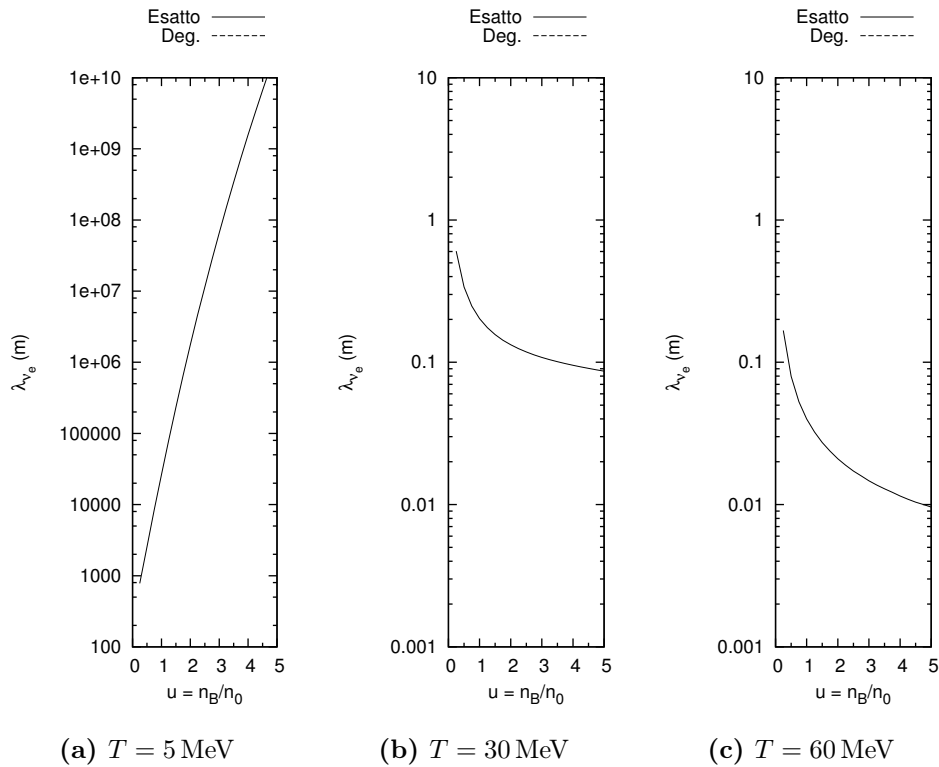 Esatto
Deg.
1e+10
1e+09
1e+08
1e+07
1e+06
100000
10000
1000
100
λνe (m)
0 1 2 3 4 5
u = nB/n0
(a) T = 5 MeV
Esatto
Deg.
10
1
0.1
0.01
0.001
λνe (m)
0 1 2 3 4 5
u = nB/n0
(b) T = 30 MeV
Esatto
Deg.
10
1
0.1
0.01
0.001
λνe (m)
0 1 2 3 4 5
u = nB/n0
(c) T = 60 MeV